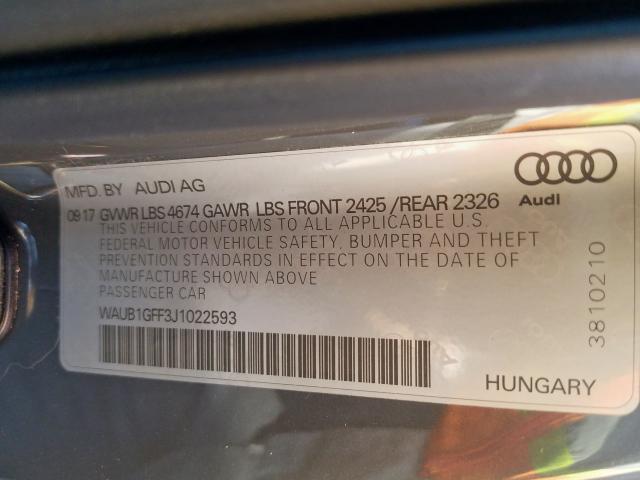 MFD. BY AUDI AG
09 17 GVWR LBS 4674 GAWR LBS FRONT 2425 /REAR 2326
THIS VEHICLE CONFORMS TO ALL APPLICABLE U.S.
FEDERAL MOTOR VEHICLE SAFETY, BUMPER AND THEFT
PREVENTION STANDARDS IN EFFECT ON THE DATE OF
MANUFACTURE SHOWN ABOVE
PASSENGER CAR
WAUB1GFF3J1022593
Audi
3810210
HUNGARY